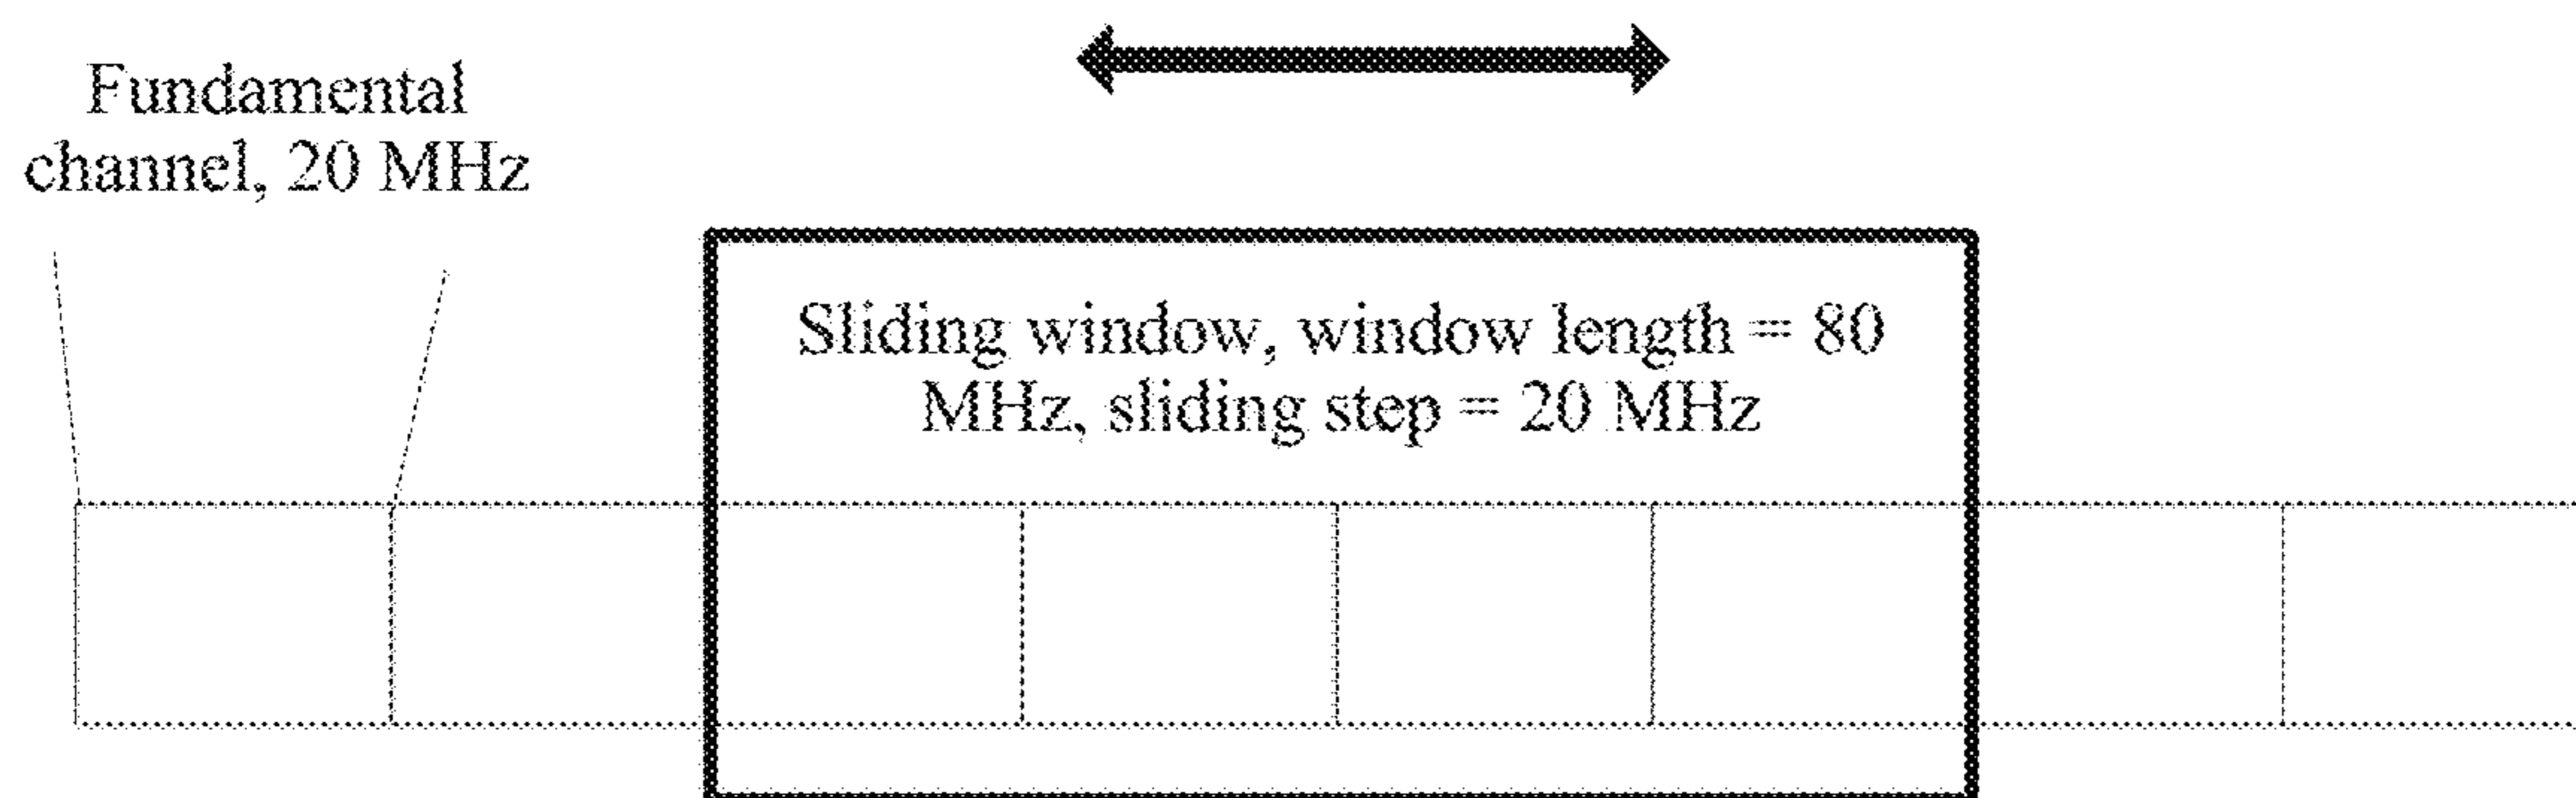 Fundamental
channel, 20 MHz
Sliding window, window length = 80
MHz, sliding step = 20 MHz